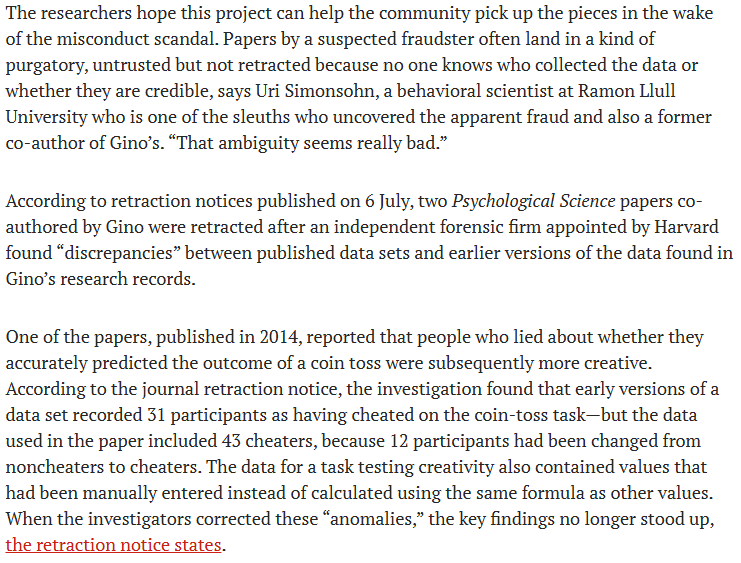 The researchers hope this project can help the community pick up the pieces in the wake
of the misconduct scandal. Papers by a suspected fraudster often land in a kind of
purgatory, untrusted but not retracted because no one knows who collected the data or
whether they are credible, says Uri Simonsohn, a behavioral scientist at Ramon Llull
University who is one of the sleuths who uncovered the apparent fraud and also a former
co-author of Gino’s. “That ambiguity seems really bad.”
According to retraction notices published on 6 July, two Psychological Science papers co-
authored by Gino were retracted after an independent forensic firm appointed by Harvard
found “discrepancies” between published data sets and earlier versions of the data found in
Gino’s research records.
One of the papers, published in 2014, reported that people who lied about whether they
accurately predicted the outcome of a coin toss were subsequently more creative.
According to the journal retraction notice, the investigation found that early versions of a
data set recorded 31 participants as having cheated on the coin-toss task—but the data
used in the paper included 43 cheaters, because 12 participants had been changed from
noncheaters to cheaters. The data for a task testing creativity also contained values that
had been manually entered instead of calculated using the same formula as other values.
When the investigators corrected these “anomalies,” the key findings no longer stood up,
the retraction notice states.